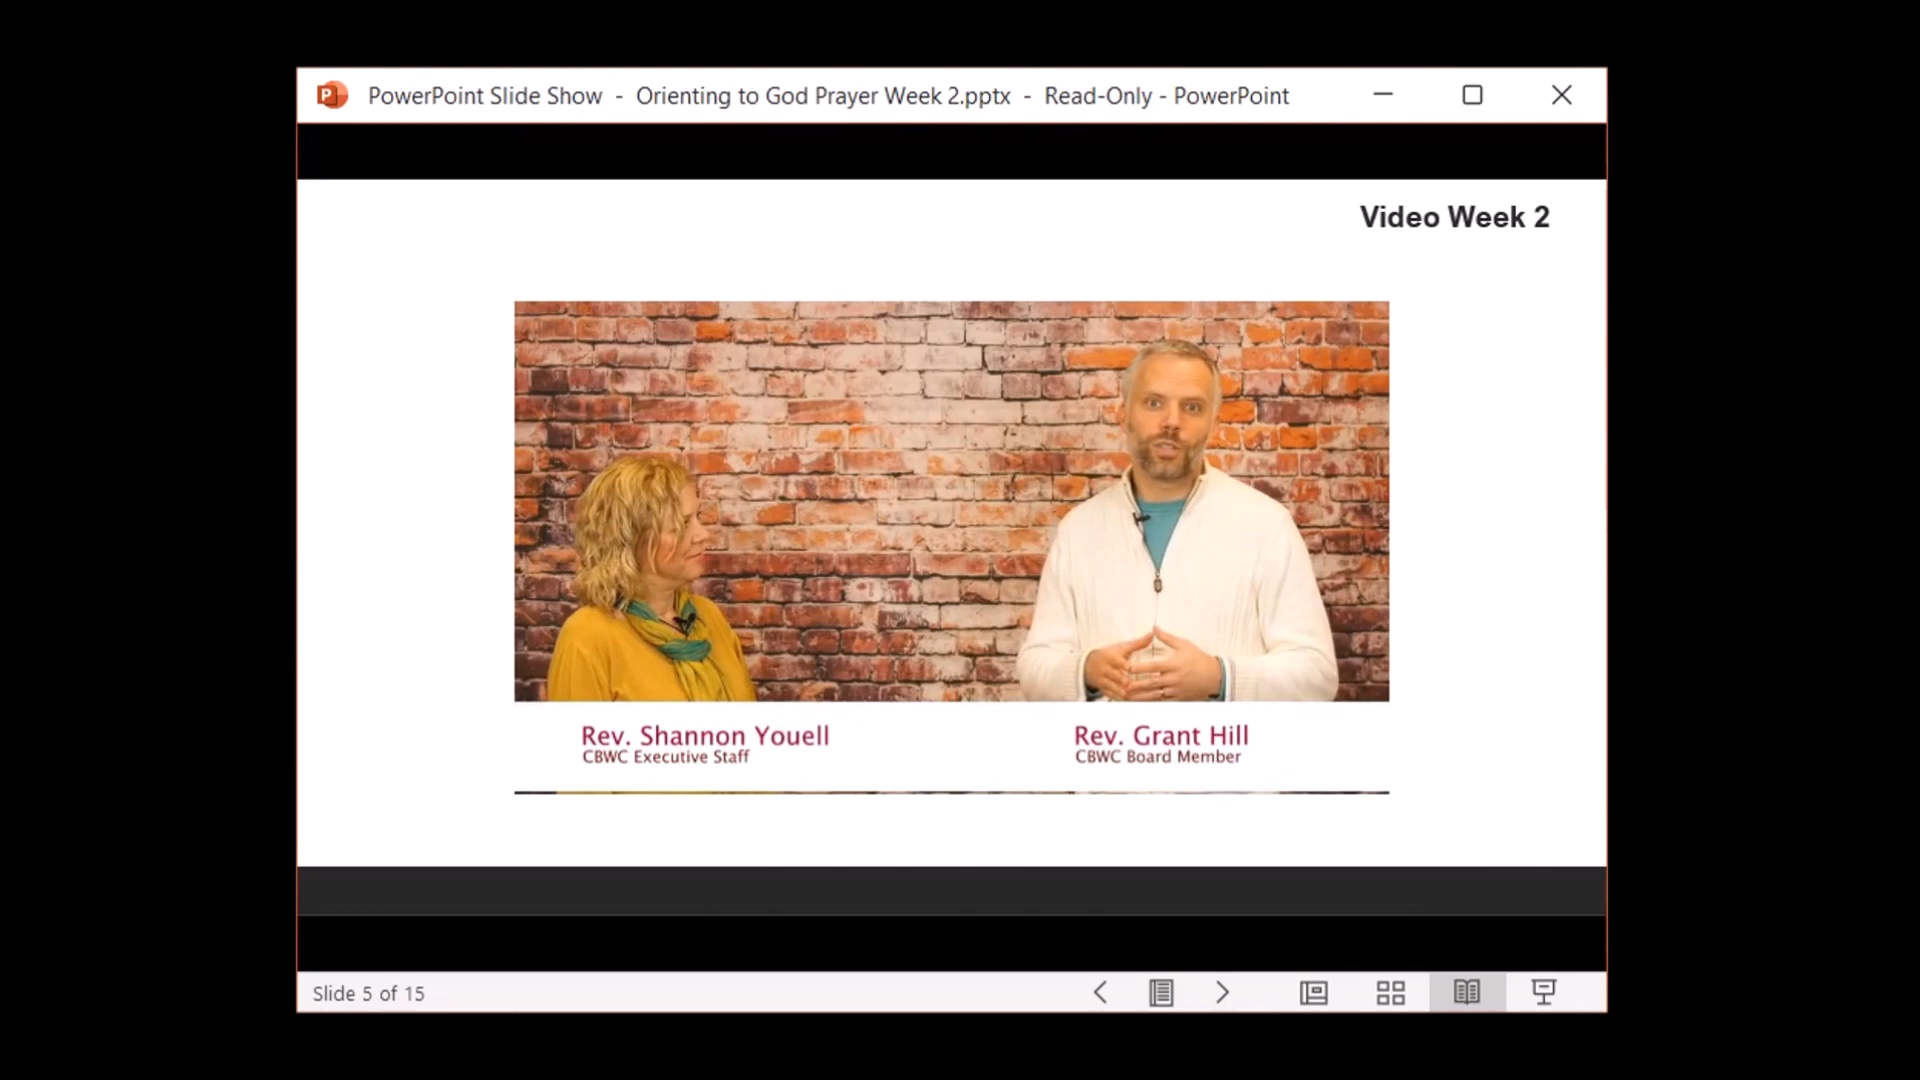 PowerPoint Slide Show - Orienting to God Prayer Week 2.pptx - Read-Only - PowerPoint
Video Week 2
Rev. Shannon Youell
CBWC Executive Staff
Rev. Grant Hill
CBWC Board Member
Slide 5 of 15